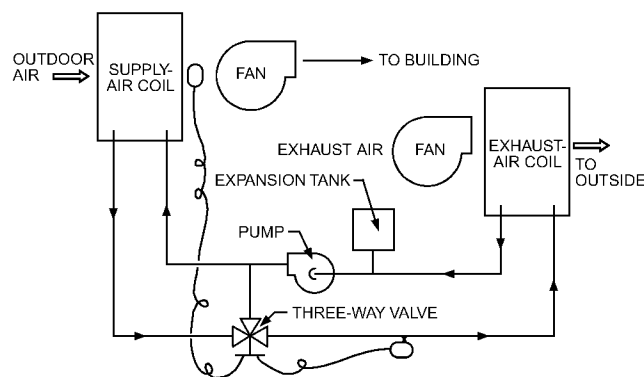 OUTDOOR
AIR
SUPPLY-
AIR COIL
FAN
TO BUILDING
EXHAUST AIR
FAN
EXHAUST-
AIR COIL
TO
OUTSIDE
EXPANSION TANK
PUMP
THREE-WAY VALVE